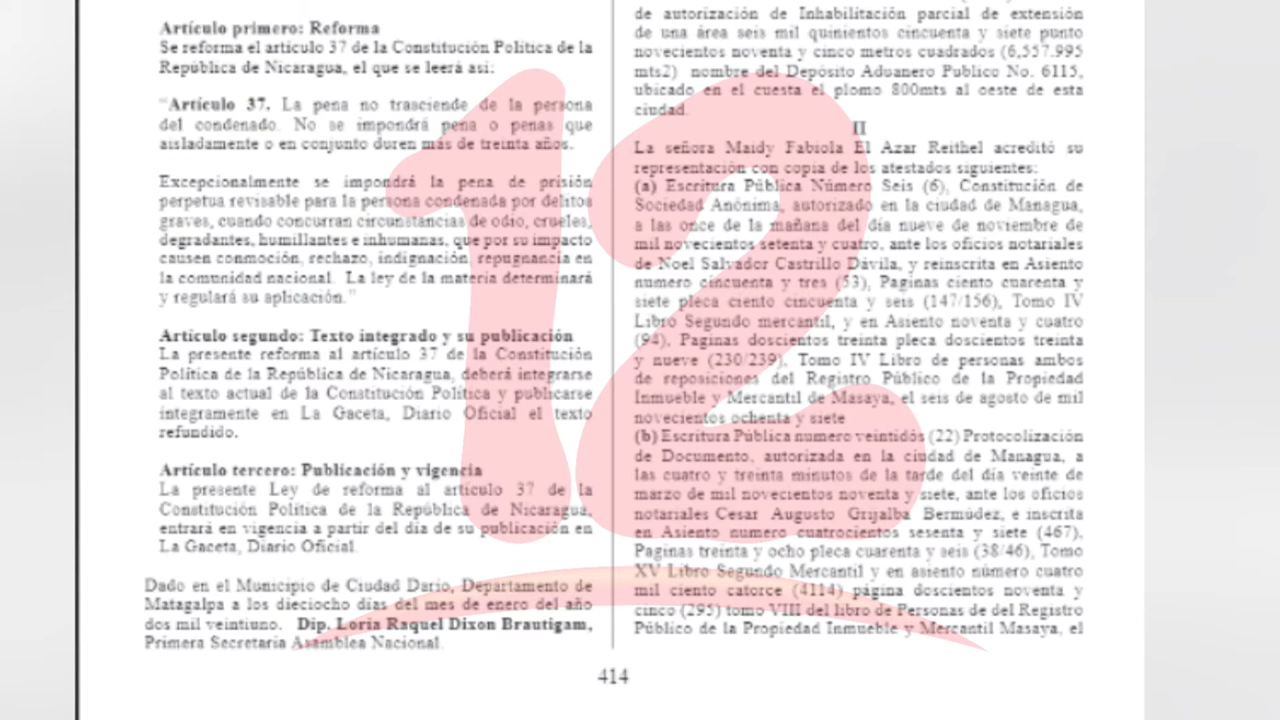 Artículo primero: Reforma
Se reforma el artículo 37 de la Constitución Política de la
República de Nicaragua, el que se leerá así:
"Artículo 37. La pena no trasciende de la persona
del condenado. No se impondrá pena o penas que
aisladamente o en conjunto duren más de treinta años.
Excepcionalmente se impondrá la pena de prisión
perpetua revisable para la persona condenada por delitos
graves, cuando concurran circunstancias de odio, crueles,
degradantes, humillantes e inhumanas, que por su impacto
causen conmoción, rechazo, indignación, repugnancia en
la comunidad nacional. La ley de la materia determinará
y regulará su aplicación."
Artículo segundo: Texto integrado y su publicación
La presente reforma al artículo 37 de la Constitución
Política de la República de Nicaragua, deberá integrarse
al texto actual de la Constitución Política y publicarse
íntegramente en La Gaceta, Diario Oficial el texto
refundido.
Artículo tercero: Publicación y vigencia
La presente Ley de reforma al artículo 37 de la
Constitución Política de la República de Nicaragua,
entrará en vigencia a partir del día de su publicación en
La Gaceta, Diario Oficial.
Dado en el Municipio de Ciudad Darío, Departamento de
Matagalpa a los dieciocho días del mes de enero del año
dos mil veintiuno. Dip. Loria Raquel Dixon Brautigam,
Primera Secretaria Asamblea Nacional.
de autorización de Inhabilitación parcial de extensión
de una área seis mil quinientos cincuenta y siete punto
novecientos noventa y cinco metros cuadrados (6,557.995
mts2) nombre del Depósito Aduanero Publico No. 6115,
ubicado en el cuesta el plomo 800mts al oeste de esta
ciudad.
II
La señora Maidy Fabiola El Azar Reithel acreditó su
representación con copia de los atestados siguientes:
(a) Escritura Pública Número Seis (6), Constitución de
Sociedad Anónima, autorizado en la ciudad de Managua,
a las once de la mañana del día nueve de noviembre de
mil novecientos setenta y cuatro, ante los oficios notariales
de Noel Salvador Castrillo Dávila, y reinscrita en Asiento
numero cincuenta y tres (53), Paginas ciento cuarenta y
siete pleca ciento cincuenta y seis (147/156), Tomo IV
Libro Segundo mercantil, y en Asiento noventa y cuatro
(94), Paginas doscientos treinta pleca doscientos treinta
y nueve (230/239), Tomo IV Libro de personas ambos
de reposiciones del Registro Público de la Propiedad
Inmueble y Mercantil de Masaya, el seis de agosto de mil
novecientos ochenta y siete
(b) Escritura Pública numero veintidós (22) Protocolización
de Documento, autorizada en la ciudad de Managua, a
las cuatro y treinta minutos de la tarde del día veinte de
marzo de mil novecientos noventa y siete, ante los oficios
notariales Cesar Augusto Grijalba Bermúdez, e inscrita
en Asiento numero cuatrocientos sesenta y siete (467),
Paginas treinta y ocho pleca cuarenta y seis (38/46), Tomo
XV Libro Segundo Mercantil y en asiento número cuatro
mil ciento catorce (4114) página doscientos noventa y
cinco (295) tomo VIII del libro de Personas de del Registro
Público de la Propiedad Inmueble y Mercantil Masaya, el
414
12